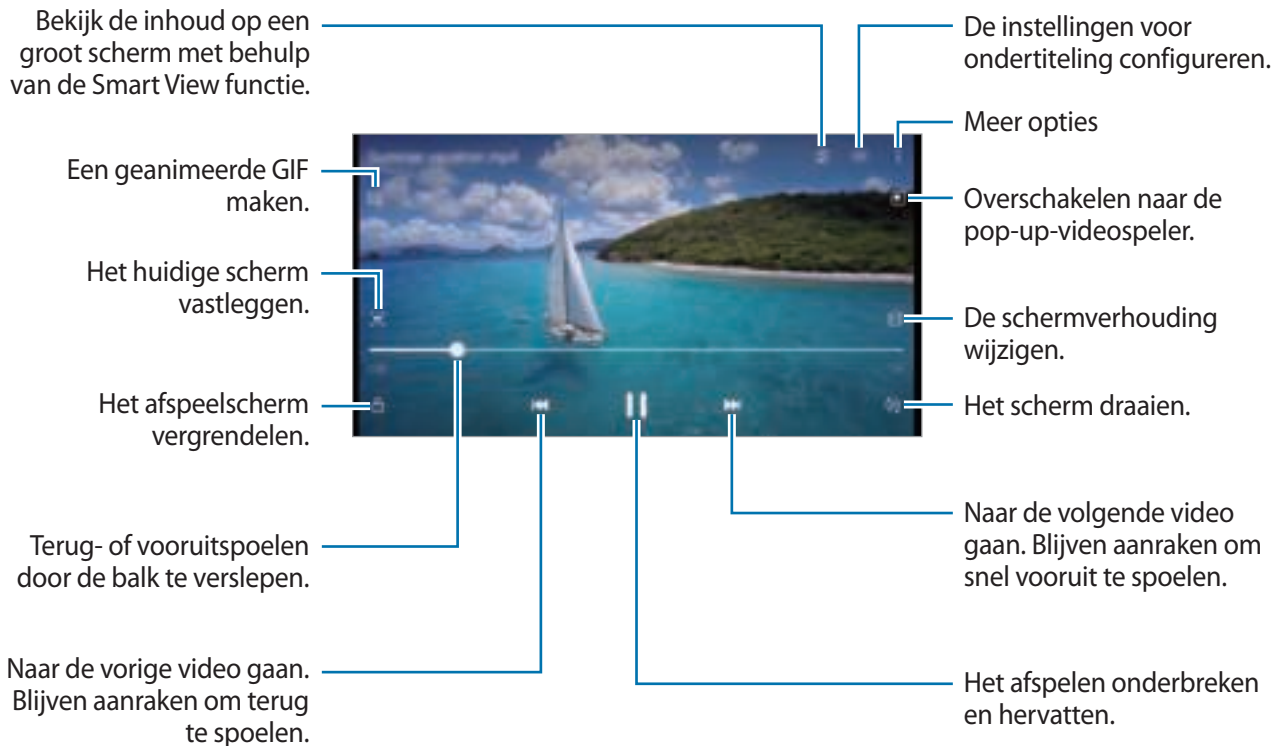 Bekijk de inhoud op een
groot scherm met behulp
van de Smart View functie.
Een geanimeerde GIF
maken.
Het huidige scherm
vastleggen.
Het afspeelscherm
vergrendelen.
Terug- of vooruitspoelen
door de balk te verslepen.
Naar de vorige video gaan.
Blijven aanraken om terug
te spoelen.
De instellingen voor
ondertiteling configureren.
Meer opties
Overschakelen naar de
pop-up-videospeler.
De schermverhouding
wijzigen.
Het scherm draaien.
Naar de volgende video
gaan. Blijven aanraken om
snel vooruit te spoelen.
Het afspelen onderbreken
en hervatten.